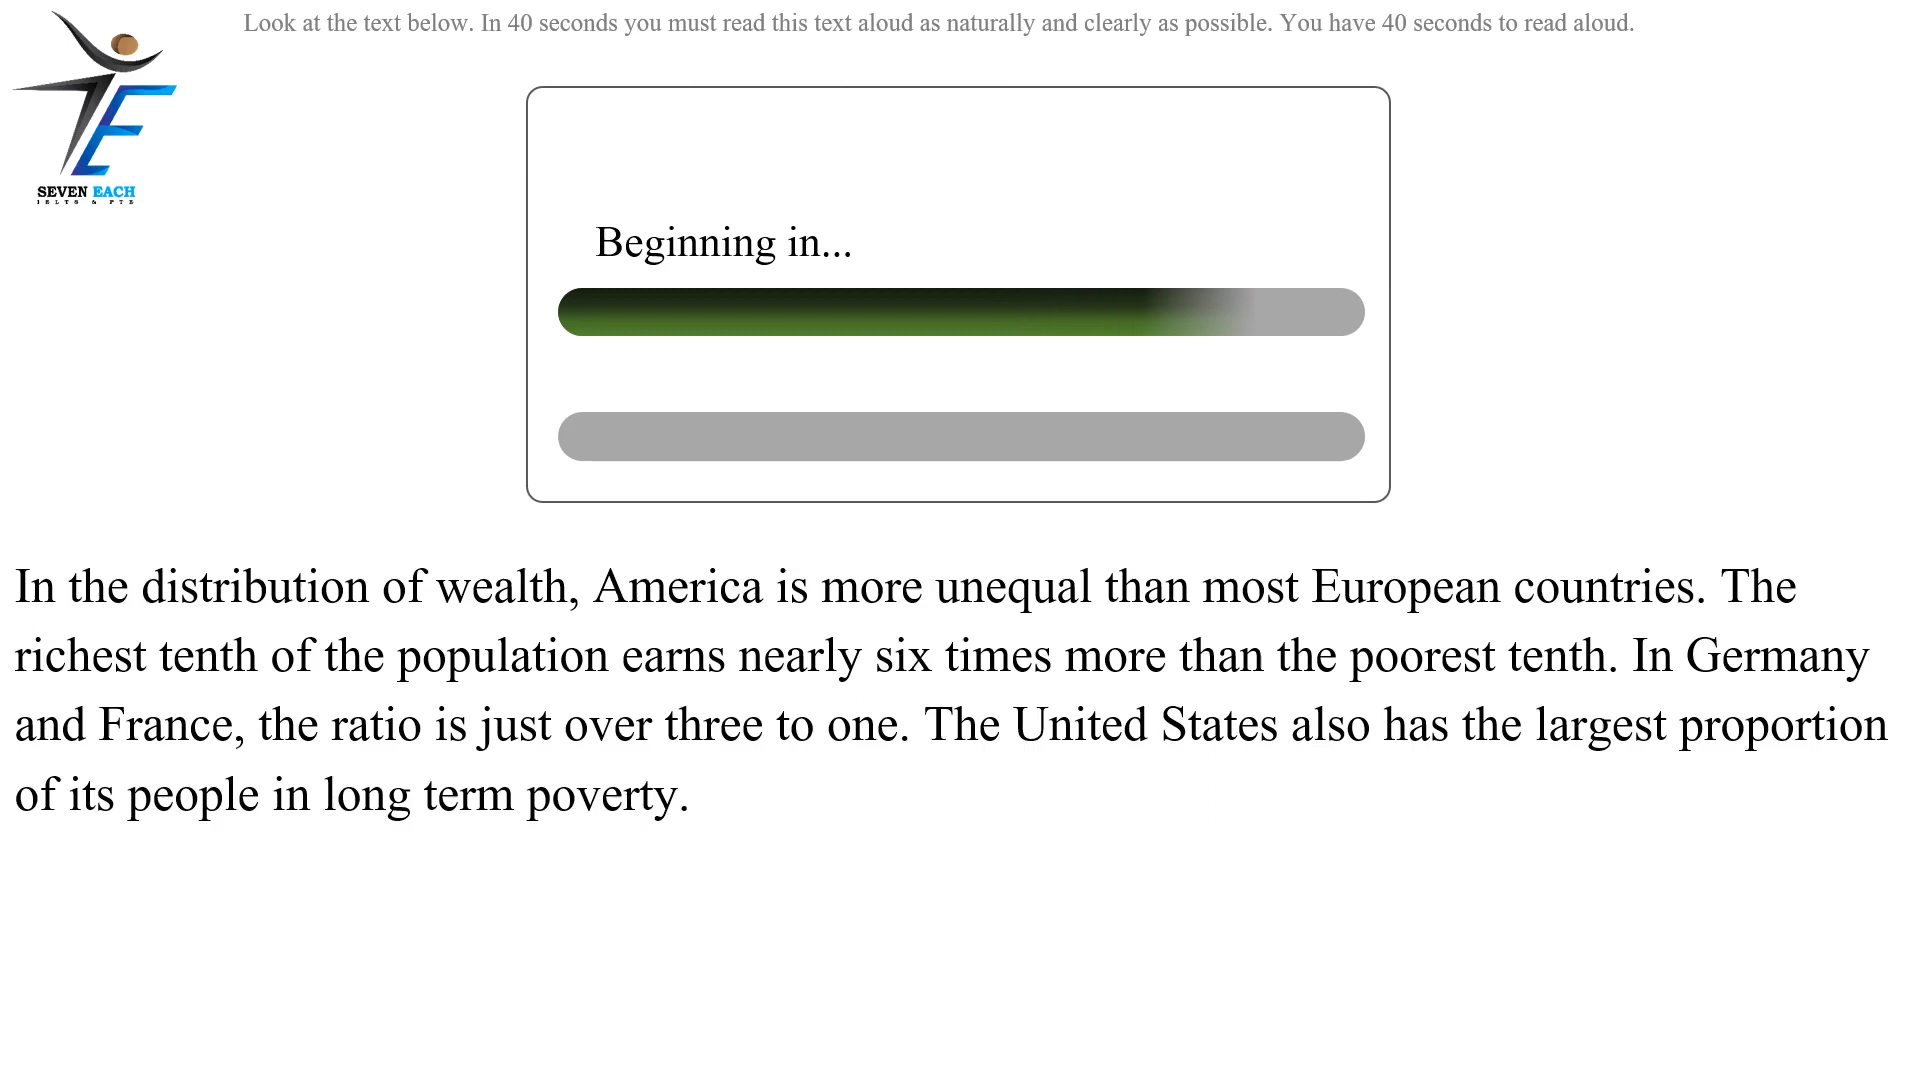 Look at the text below. In 40 seconds you must read this text aloud as naturally and clearly as possible. You have 40 seconds to read aloud.
SEVEN EACH
IELTS & PTE
Beginning in...
In the distribution of wealth, America is more unequal than most European countries. The
richest tenth of the population earns nearly six times more than the poorest tenth. In Germany
and France, the ratio is just over three to one. The United States also has the largest proportion
of its people in long term poverty.